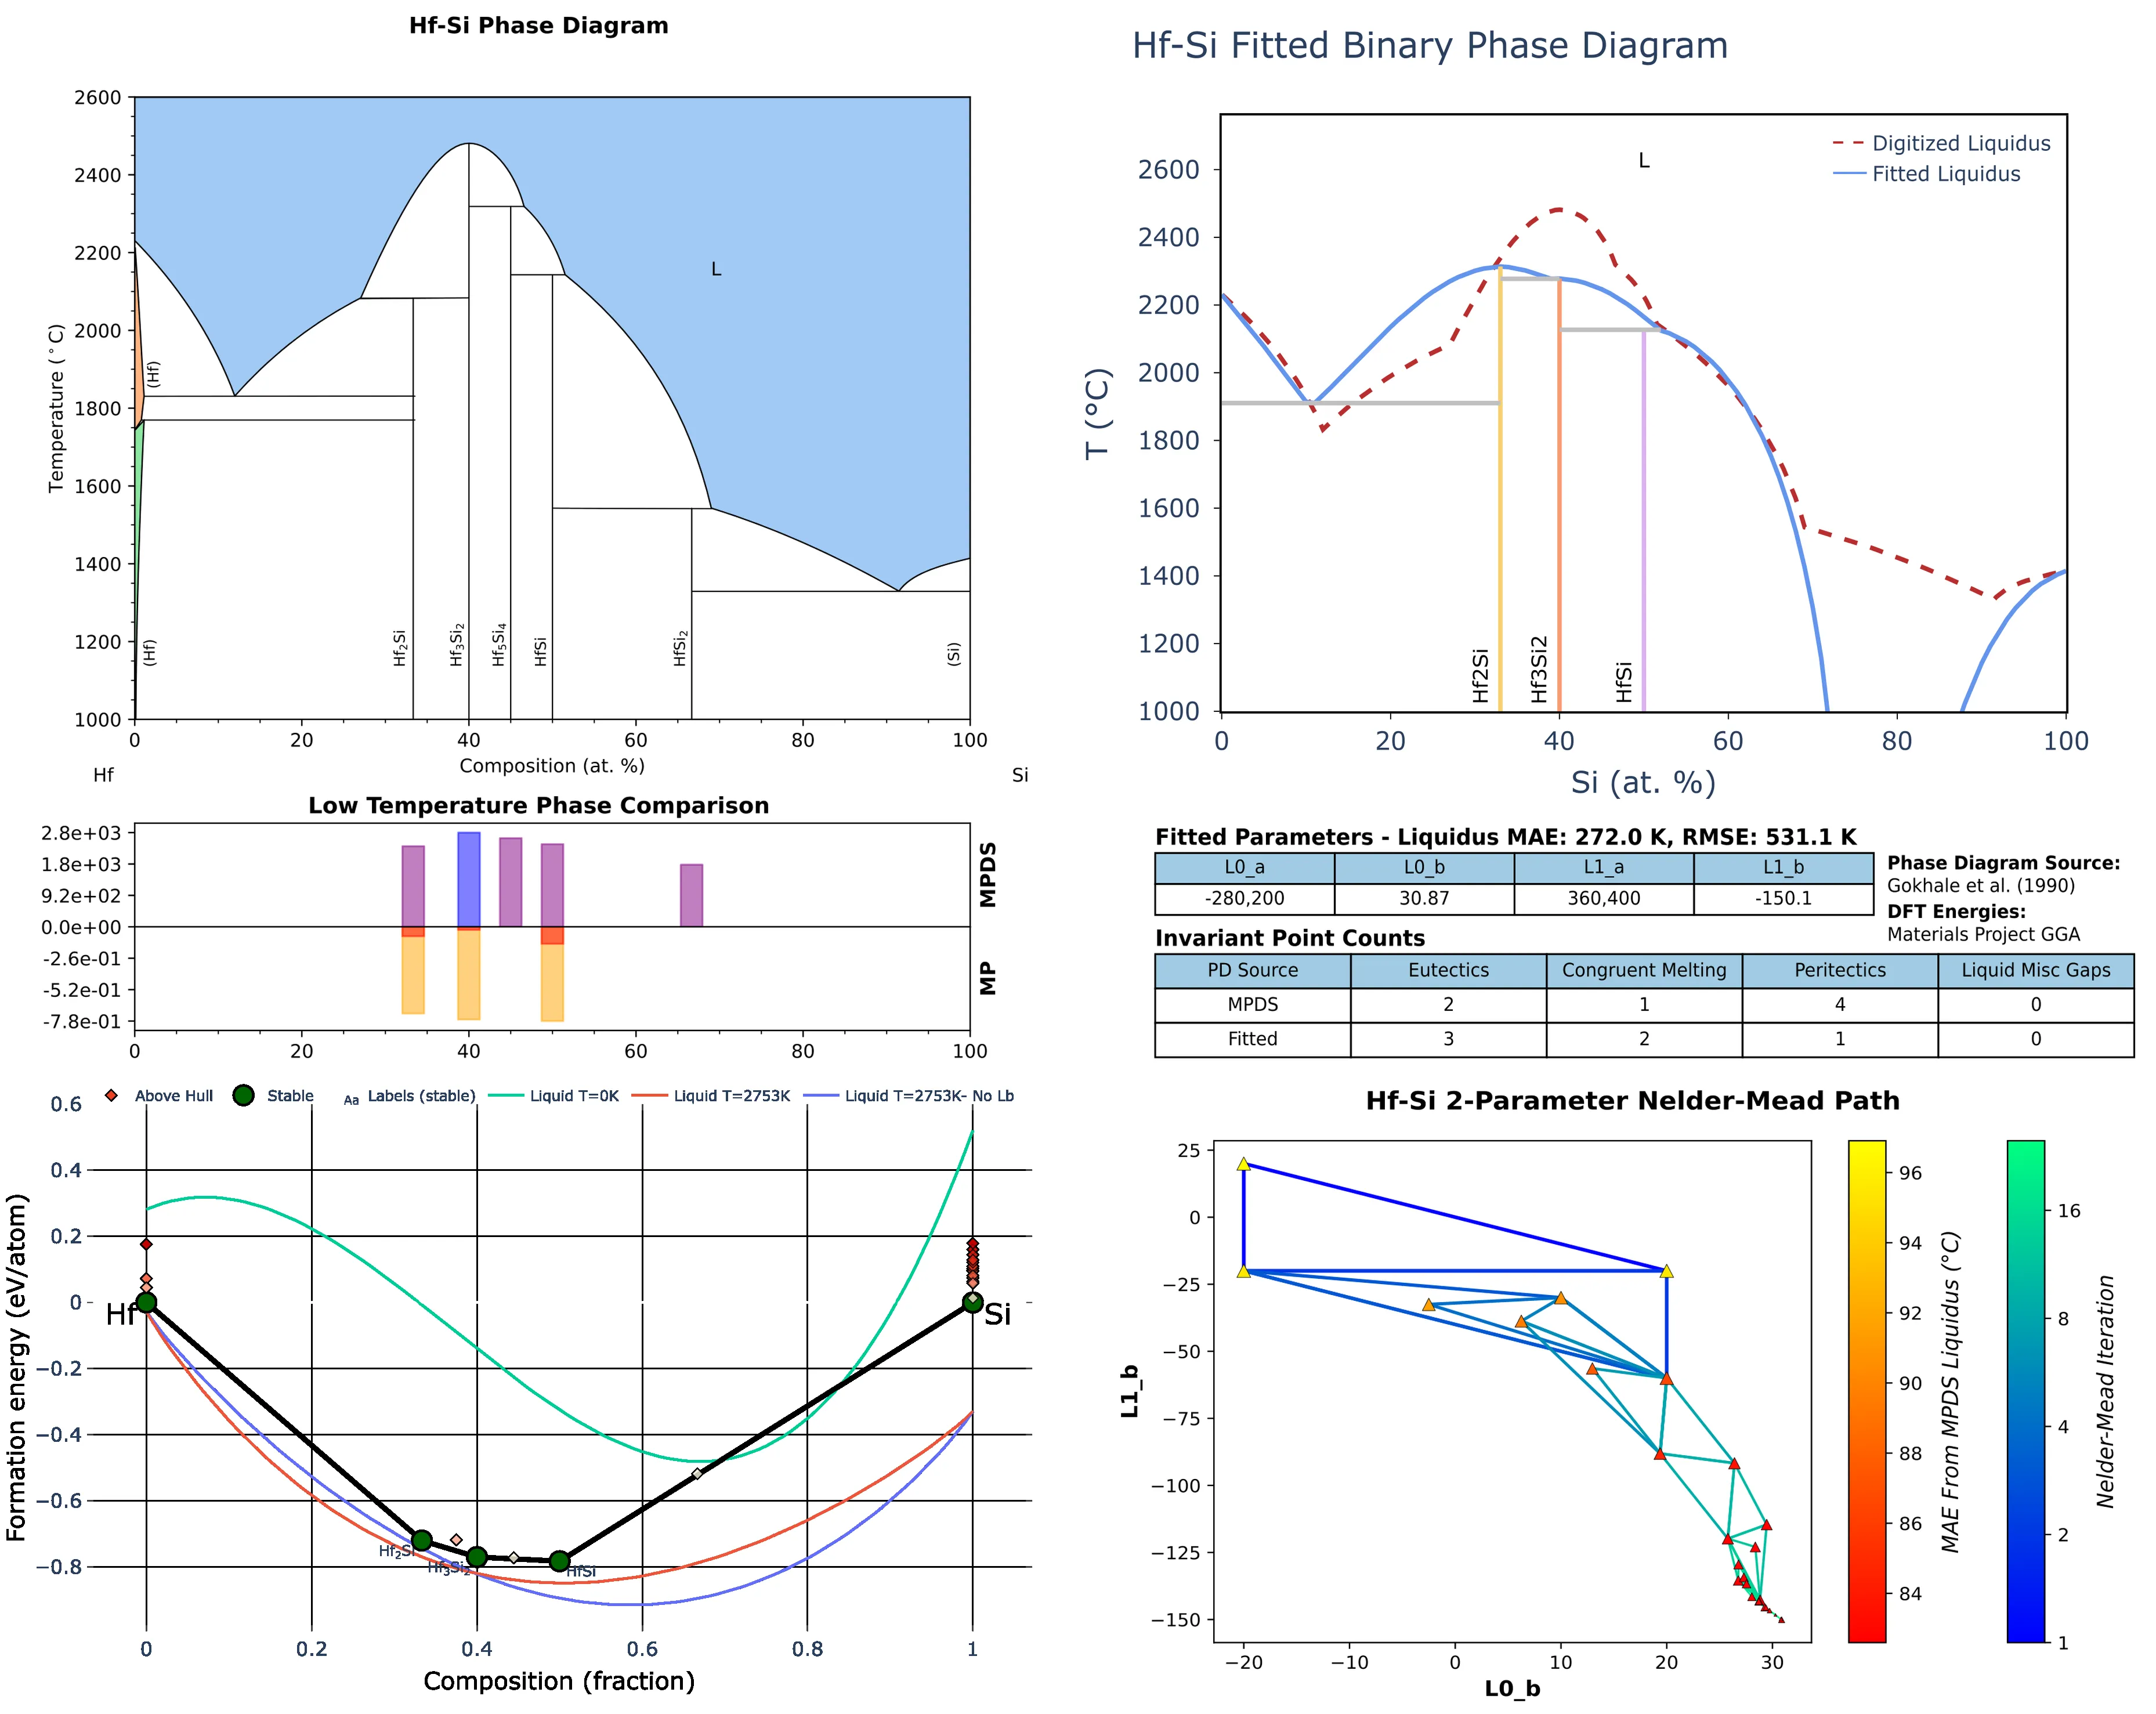 Hf-Si Phase Diagram
2600
2400
2200
2000
1800
1600
1400
1200
1000
Temperature (°C)
L
(Hf)
(Hf)
Hf₂Si
Hf₃Si₂
Hf₅Si₄
HfSi
HfSi₂
(Si)
0 20 40 60 80 100
Composition (at. %)
Hf Si
Hf-Si Fitted Binary Phase Diagram
Digitized Liquidus
Fitted Liquidus
L
2600
2400
2200
2000
1800
1600
1400
1200
1000
T (°C)
Hf2Si
Hf3Si2
HfSi
0 20 40 60 80 100
Si (at. %)
Low Temperature Phase Comparison
2.8e+03
1.8e+03
9.2e+02
0.0e+00
-2.6e-01
-5.2e-01
-7.8e-01
MPDS
MP
0 20 40 60 80 100
Fitted Parameters - Liquidus MAE: 272.0 K, RMSE: 531.1 K
L0_a L0_b L1_a L1_b
-280,200 30.87 360,400 -150.1
Phase Diagram Source:
Gokhale et al. (1990)
DFT Energies:
Materials Project GGA
Invariant Point Counts
PD Source Eutectics Congruent Melting Peritectics Liquid Misc Gaps
MPDS 2 1 4 0
Fitted 3 2 1 0
Above Hull Stable Aa Labels (stable) Liquid T=0K Liquid T=2753K Liquid T=2753K- No Lb
0.6
0.4
0.2
0
−0.2
−0.4
−0.6
−0.8
Formation energy (eV/atom)
Hf
Si
Hf₂Si
Hf₃Si₂
HfSi
0 0.2 0.4 0.6 0.8 1
Composition (fraction)
Hf-Si 2-Parameter Nelder-Mead Path
25
0
−25
−50
−75
−100
−125
−150
L1_b
−20 −10 0 10 20 30
L0_b
96
94
92
90
88
86
84
MAE From MPDS Liquidus (°C)
16
8
4
2
1
Nelder-Mead Iteration